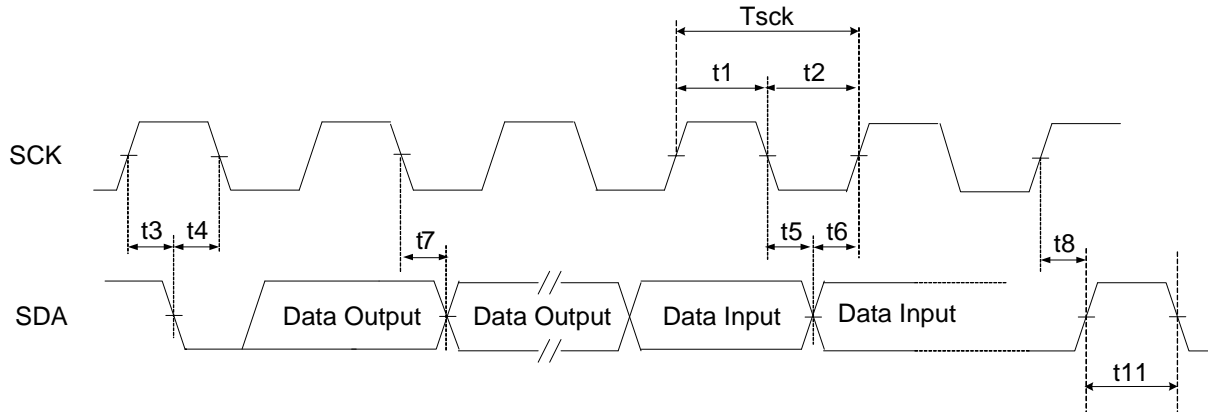 Tsck
t1 t2
SCK
t3 t4 t7 t5 t6 t8
SDA Data Output Data Output Data Input Data Input
t11